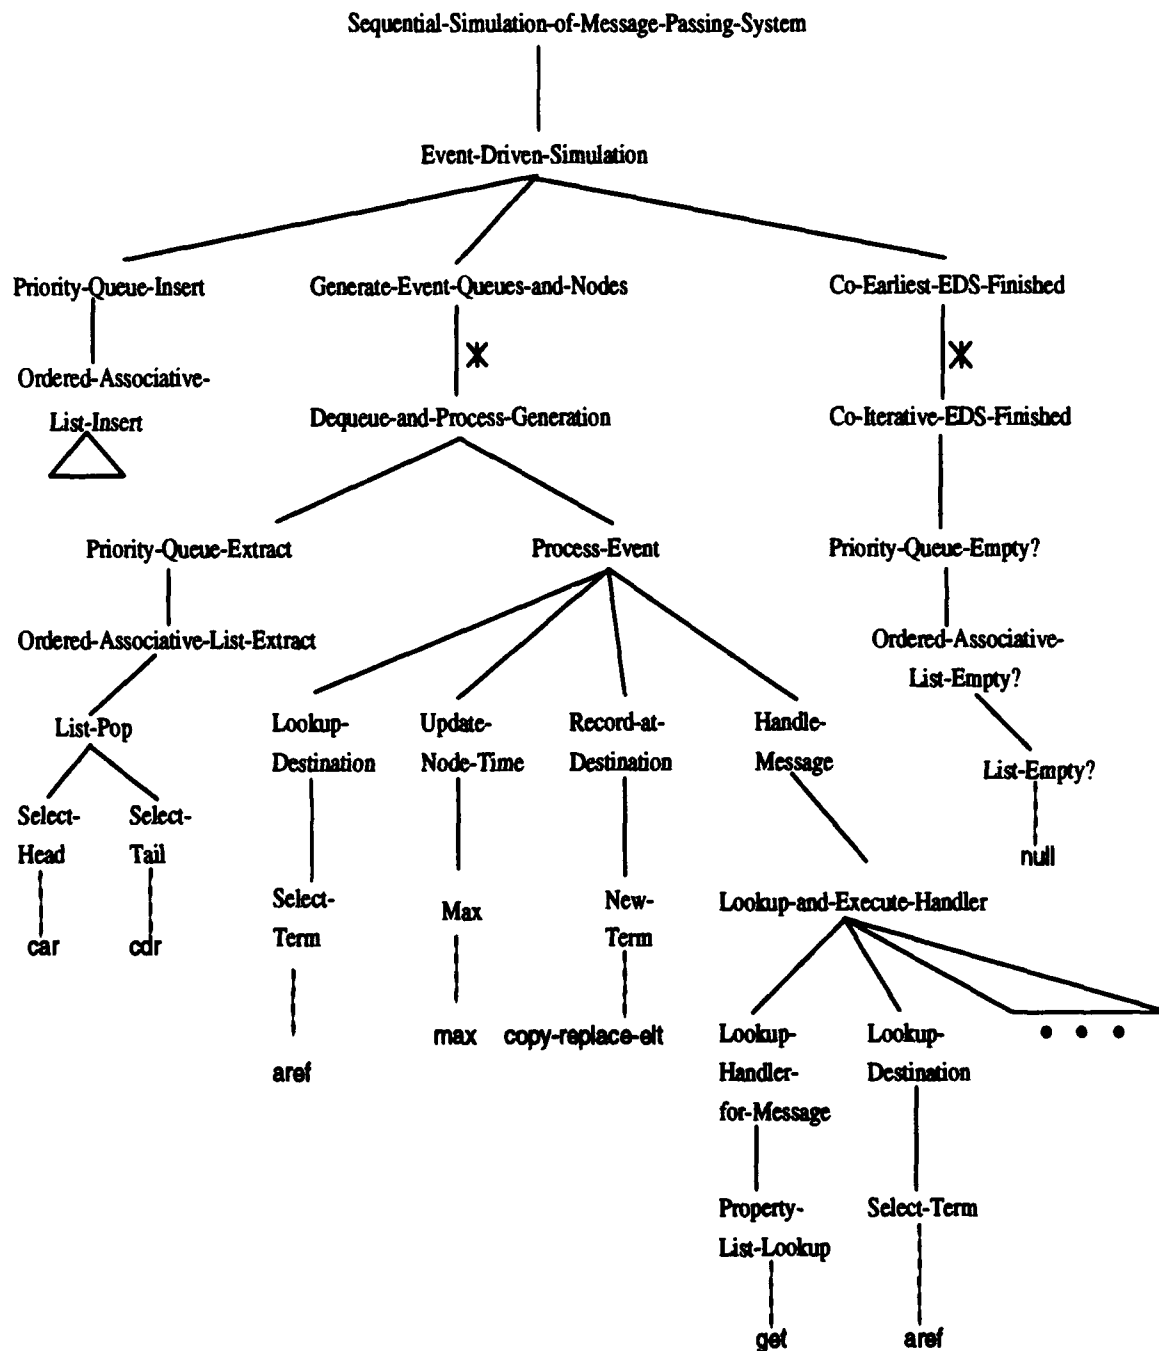 Sequential-Simulation-of-Message-Passing-System
Event-Driven-Simulation
Priority-Queue-Insert
Generate-Event-Queues-and-Nodes
Co-Earliest-EDS-Finished
Ordered-Associative-
List-Insert
Dequeue-and-Process-Generation
Co-Iterative-EDS-Finished
Priority-Queue-Extract
Process-Event
Priority-Queue-Empty?
Ordered-Associative-List-Extract
Ordered-Associative-
List-Empty?
List-Pop
Lookup-
Destination
Update-
Node-Time
Record-at-
Destination
Handle-
Message
List-Empty?
Select-
Head
Select-
Tail
null
Select-
Term
Max
New-
Term
Lookup-and-Execute-Handler
car
cdr
aref
max
copy-replace-elt
Lookup-
Handler-
for-Message
Lookup-
Destination
Property-
List-Lookup
Select-Term
get
aref